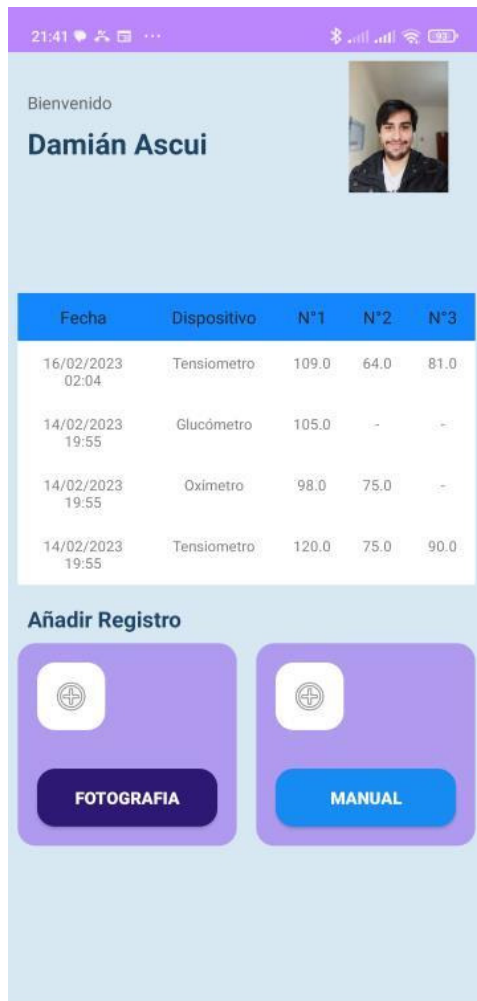 21:41 ... 93
Bienvenido
Damián Ascui
Fecha Dispositivo N°1 N°2 N°3
16/02/2023 02:04 Tensiometro 109.0 64.0 81.0
14/02/2023 19:55 Glucómetro 105.0 - -
14/02/2023 19:55 Oxímetro 98.0 75.0 -
14/02/2023 19:55 Tensiometro 120.0 75.0 90.0
Añadir Registro
FOTOGRAFIA MANUAL